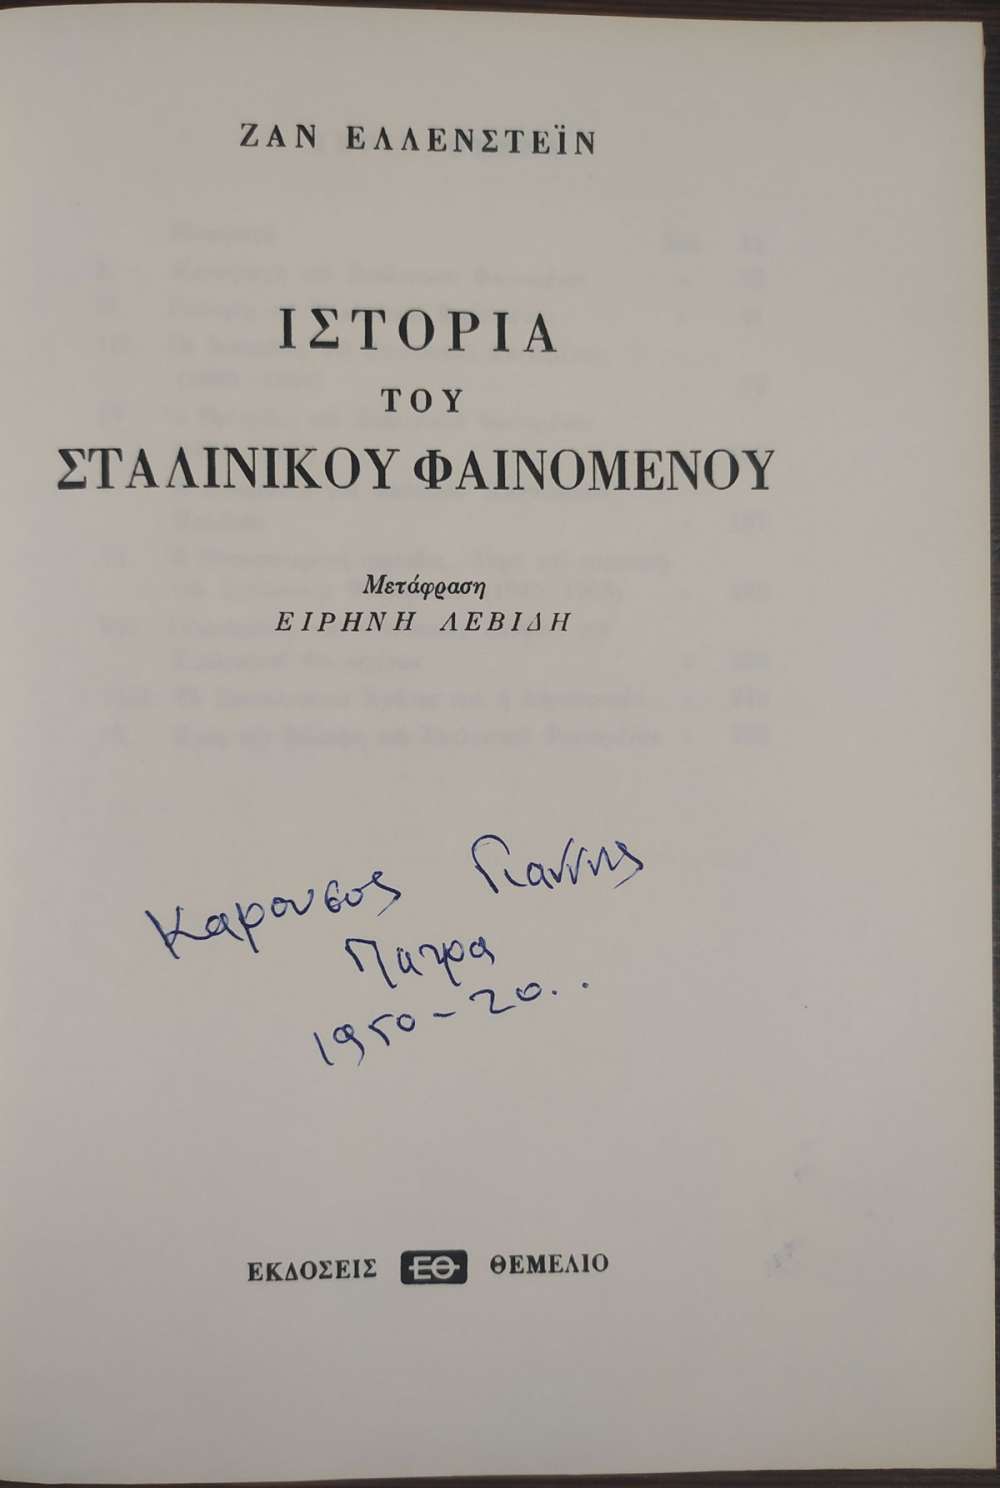 ΖΑΝ ΕΛΛΕΝΣΤΕΪΝ
ΙΣΤΟΡΙΑ
ΤΟΥ
ΣΤΑΛΙΝΙΚΟΥ ΦΑΙΝΟΜΕΝΟΥ
Μετάφραση
ΕΙΡΗΝΗ ΛΕΒΙΔΗ
Καρουσος Γιαννης
Πατρα
1950-20..
ΕΚΔΟΣΕΙΣ ΕΘ ΘΕΜΕΛΙΟ